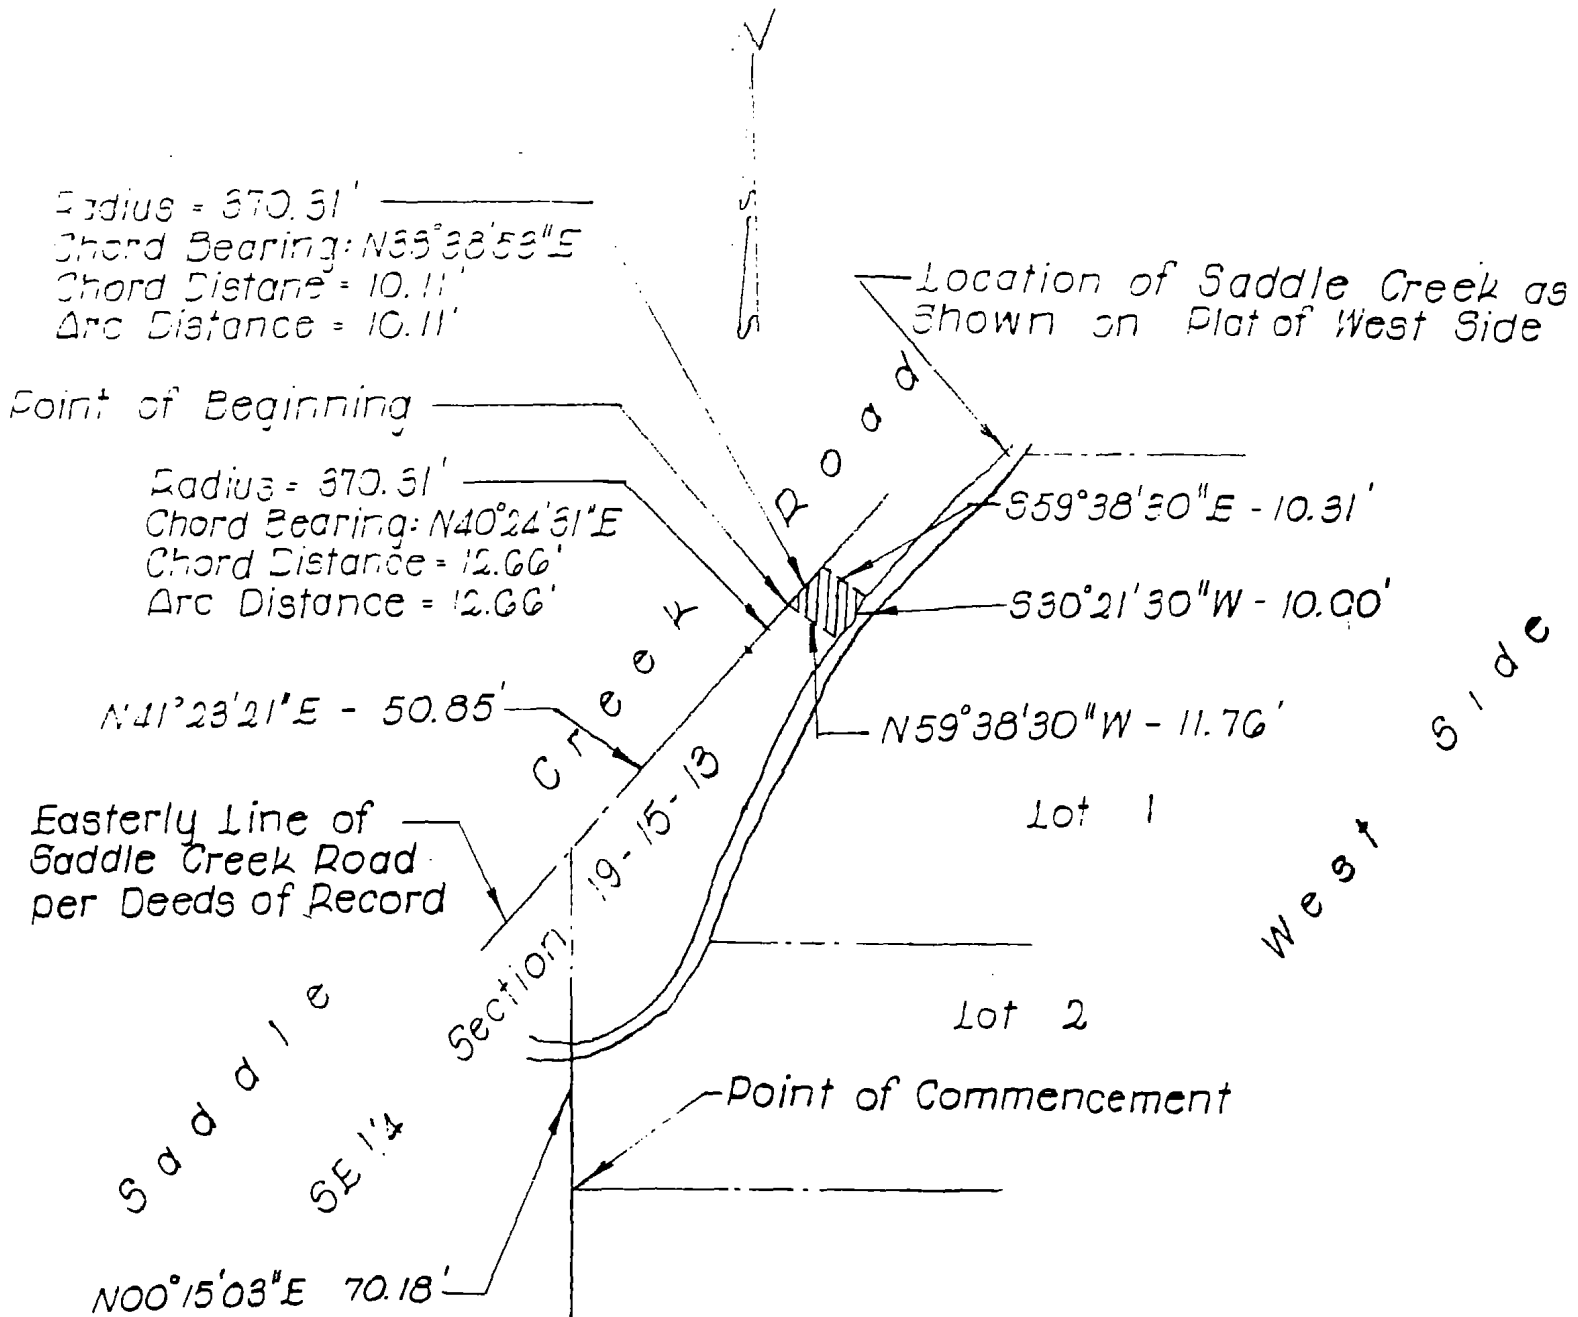 Radius = 370.31'
Chord Bearing: N38°38'53"E
Chord Distane = 10.11'
Arc Distance = 10.11'
Location of Saddle Creek as
Shown on Plat of West Side
Point of Beginning
Radius = 370.31'
Chord Bearing: N40°24'31"E
Chord Distance = 12.66'
Arc Distance = 12.66'
S59°38'30"E - 10.31'
S30°21'30"W - 10.00'
N41°23'21"E - 50.85'
N59°38'30"W - 11.76'
Easterly Line of
Saddle Creek Road
per Deeds of Record
Saddle Creek Road
SE 1/4
Section 19-15-13
Lot 1
West Side
Lot 2
Point of Commencement
N00°15'03"E 70.18'